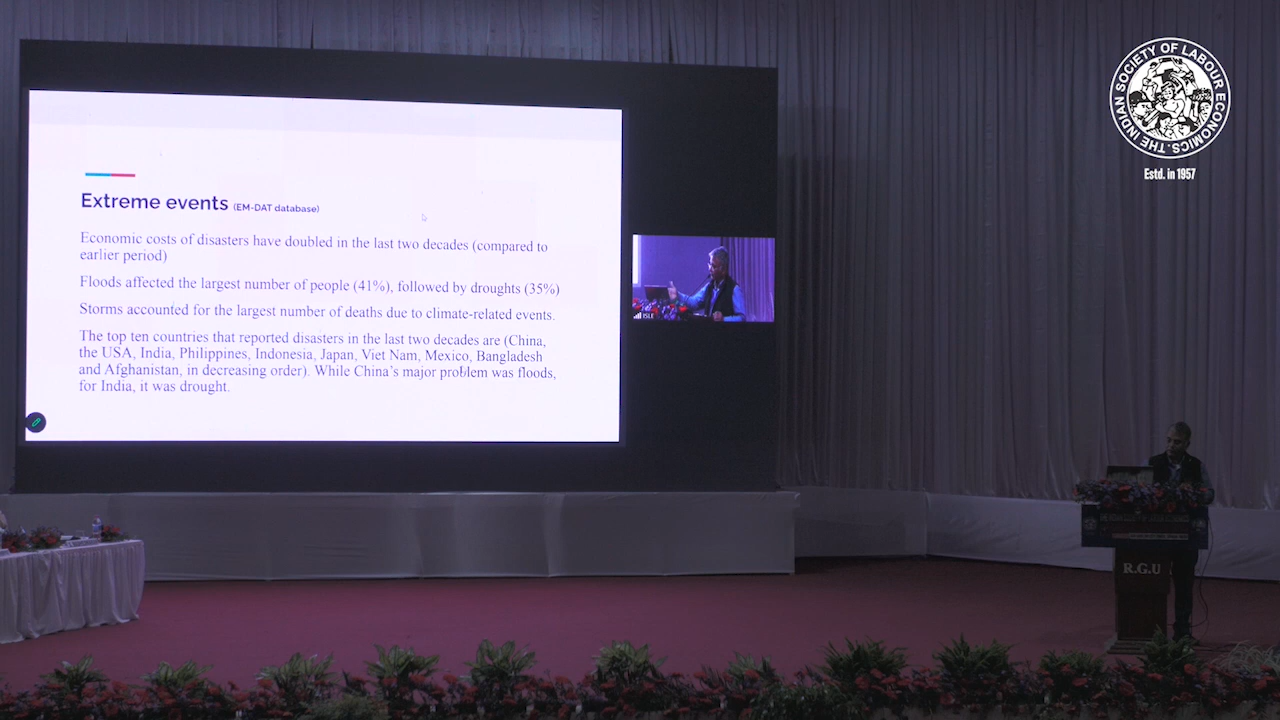 THE INDIAN SOCIETY OF LABOUR ECONOMICS.
Estd. in 1957
Extreme events (EM-DAT database)
Economic costs of disasters have doubled in the last two decades (compared to
earlier period)
Floods affected the largest number of people (41%), followed by droughts (35%)
Storms accounted for the largest number of deaths due to climate-related events.
The top ten countries that reported disasters in the last two decades are (China,
the USA, India, Philippines, Indonesia, Japan, Viet Nam, Mexico, Bangladesh
and Afghanistan, in decreasing order). While China's major problem was floods,
for India, it was drought.
ISLE
R.G.U